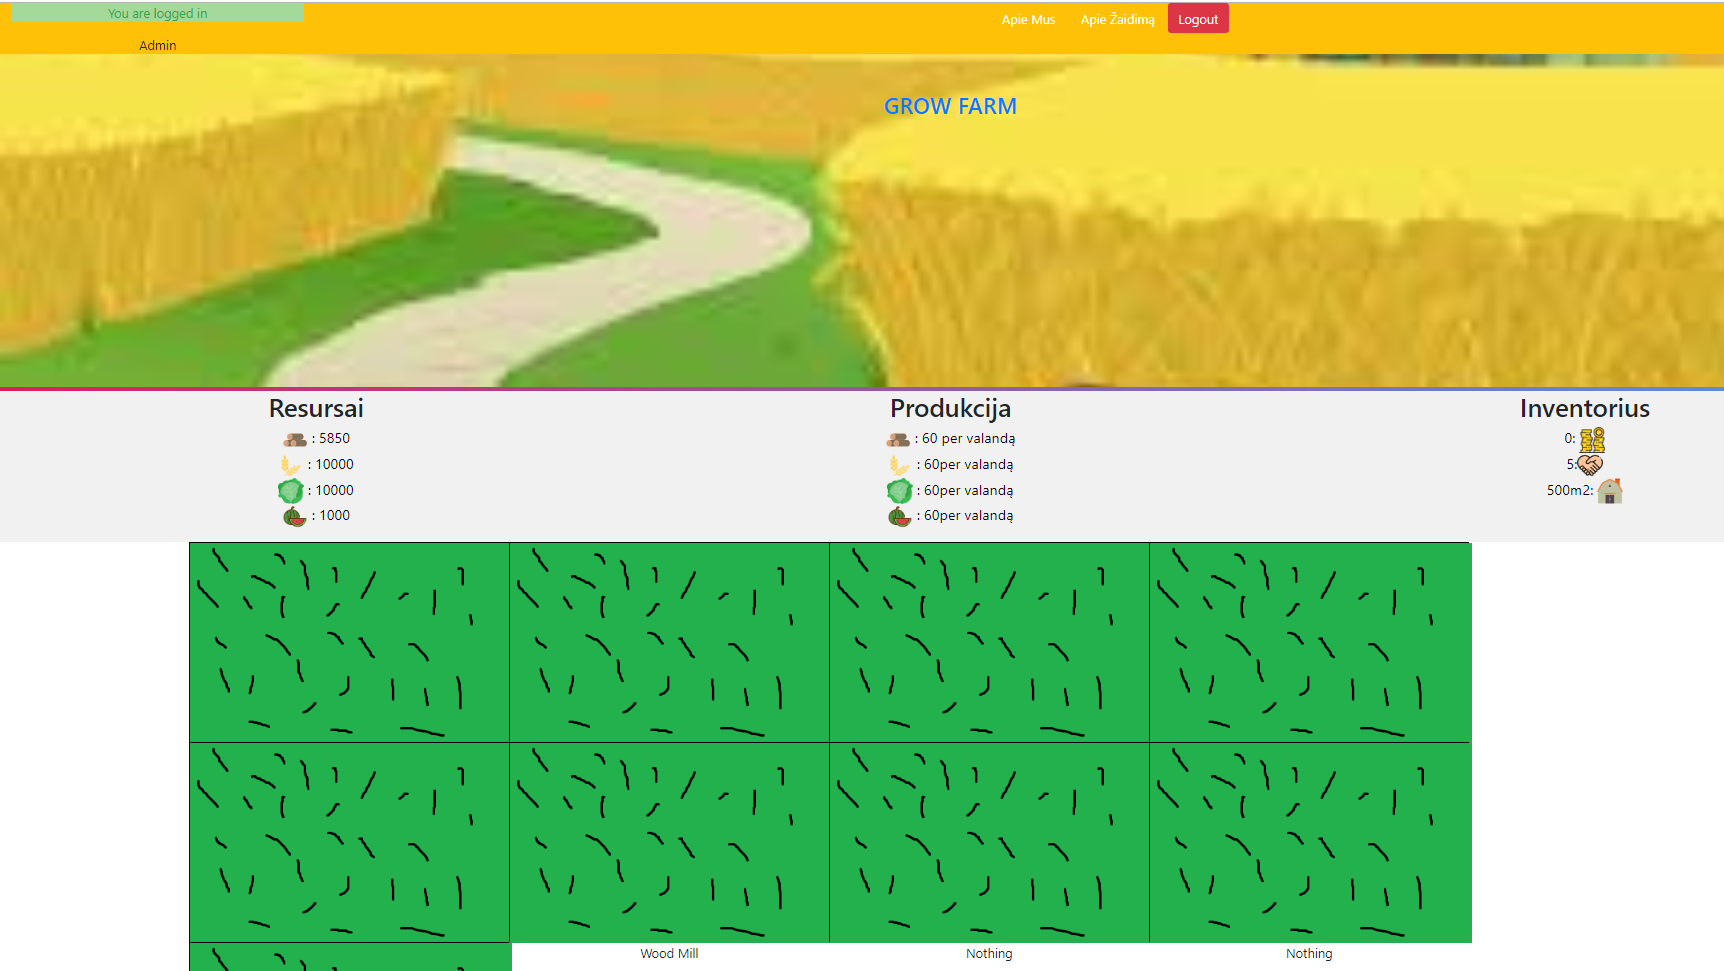 You are logged in
Apie Mus Apie Žaidimą Logout
Admin
GROW FARM
Resursai
: 5850
: 10000
: 10000
: 1000
Produkcija
: 60 per valandą
: 60per valandą
: 60per valandą
: 60per valandą
Inventorius
0:
5:
500m2:
Wood Mill Nothing Nothing